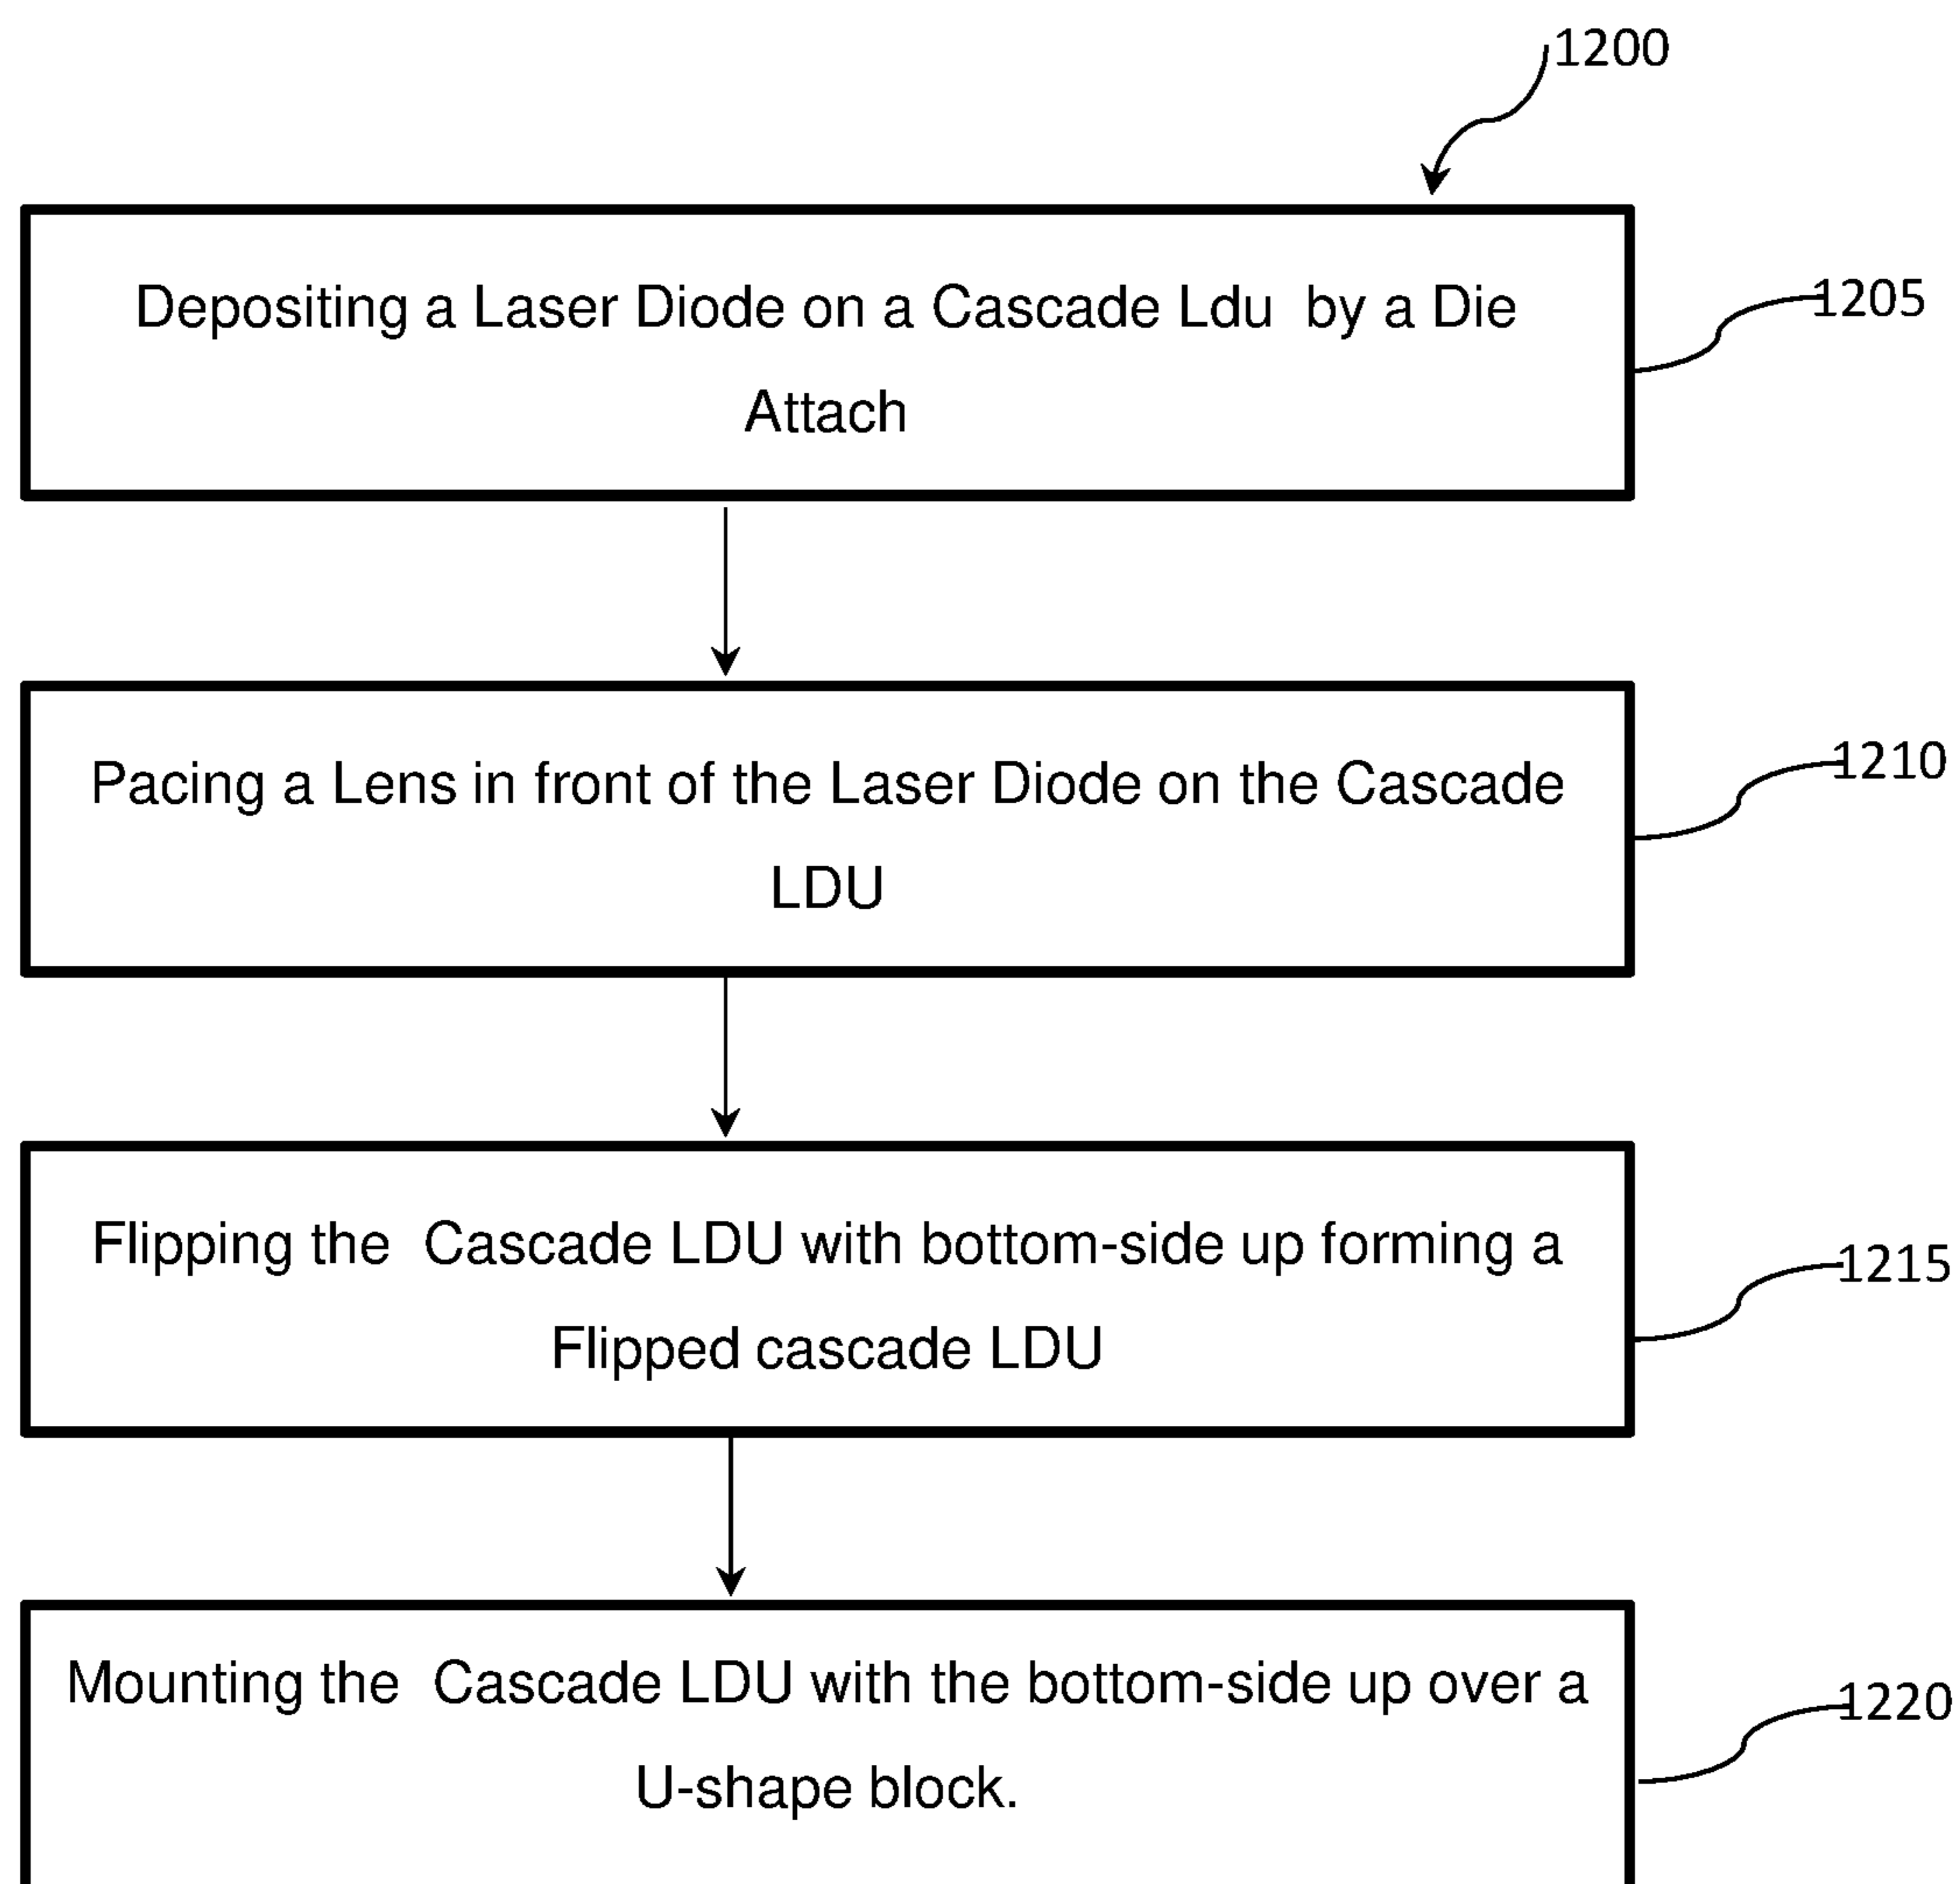 1200
Depositing a Laser Diode on a Cascade Ldu by a Die
Attach
1205
Pacing a Lens in front of the Laser Diode on the Cascade
LDU
1210
Flipping the Cascade LDU with bottom-side up forming a
Flipped cascade LDU
1215
Mounting the Cascade LDU with the bottom-side up over a
U-shape block.
1220